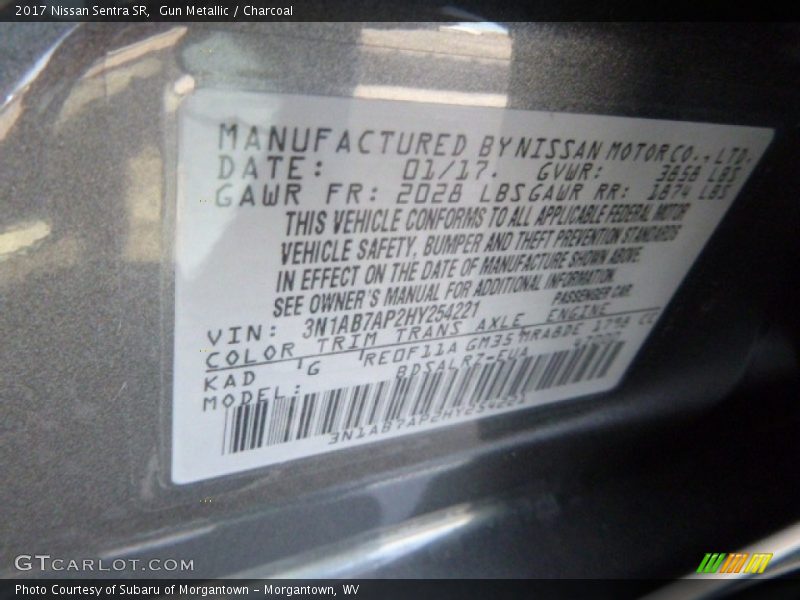 2017 Nissan Sentra SR,  Gun Metallic / Charcoal
MANUFACTURED BY NISSAN MOTOR CO., LTD.
DATE: 01/17. GVWR: 3858 LBS
GAWR FR: 2028 LBS GAWR RR: 1874 LBS
THIS VEHICLE CONFORMS TO ALL APPLICABLE FEDERAL MOTOR
VEHICLE SAFETY, BUMPER AND THEFT PREVENTION STANDARDS
IN EFFECT ON THE DATE OF MANUFACTURE SHOWN ABOVE.
SEE OWNER'S MANUAL FOR ADDITIONAL INFORMATION.
VIN: 3N1AB7AP2HY254221 PASSENGER CAR
COLOR TRIM TRANS AXLE ENGINE
KAD G RE0F11A GM35 MRA8DE 1798 CC
MODEL: BDSALRZ-EUA
3N1AB7AP2HY254221
GTCARLOT.COM
Photo Courtesy of Subaru of Morgantown - Morgantown, WV